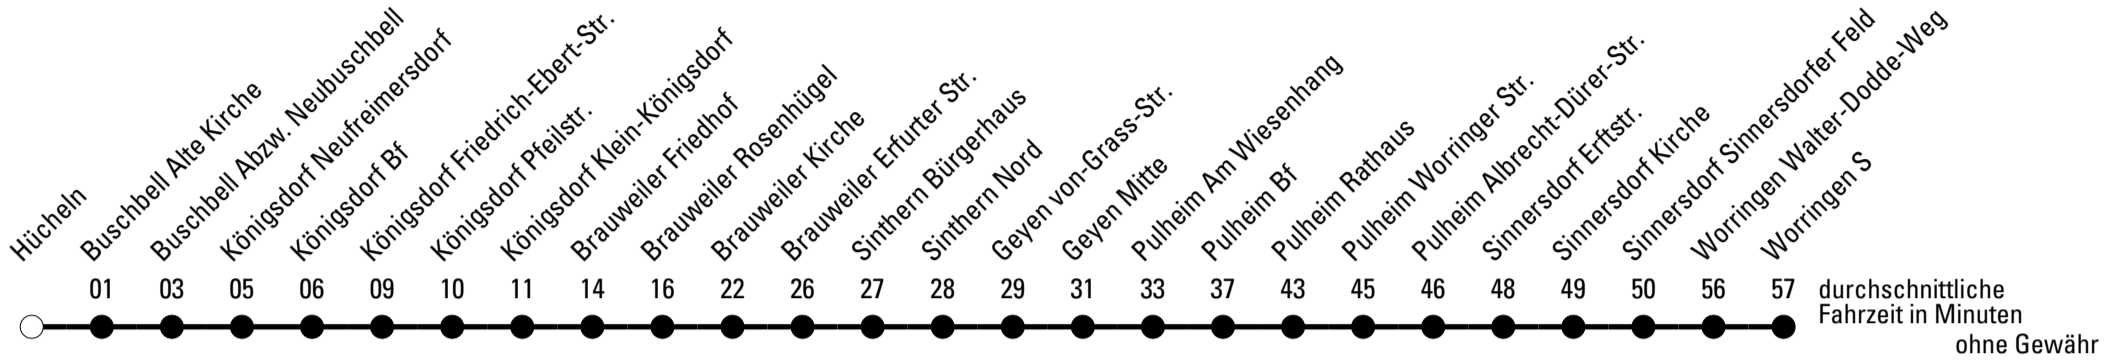 Hücheln
Buschbell Alte Kirche
Buschbell Abzw. Neubuschbell
Königsdorf Neufreimersdorf
Königsdorf Bf
Königsdorf Friedrich-Ebert-Str.
Königsdorf Pfeilstr.
Königsdorf Klein-Königsdorf
Brauweiler Friedhof
Brauweiler Rosenhügel
Brauweiler Kirche
Brauweiler Erfurter Str.
Sinthern Bürgerhaus
Sinthern Nord
Geyen von-Grass-Str.
Geyen Mitte
Pulheim Am Wiesenhang
Pulheim Bf
Pulheim Rathaus
Pulheim Worringer Str.
Pulheim Albrecht-Dürer-Str.
Sinnersdorf Erftstr.
Sinnersdorf Kirche
Sinnersdorf Sinnersdorfer Feld
Worringen Walter-Dodde-Weg
Worringen S
01 03 05 06 09 10 11 14 16 22 26 27 28 29 31 33 37 43 45 46 48 49 50 56 57
durchschnittliche
Fahrzeit in Minuten
ohne Gewähr